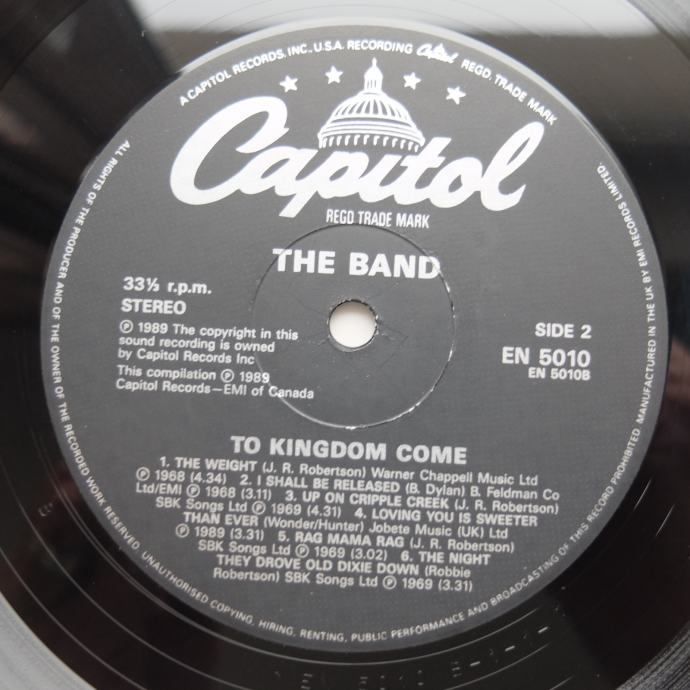 A CAPITOL RECORDS, INC., U.S.A. RECORDING Capitol REGD. TRADE MARK
Capitol
REGD TRADE MARK
THE BAND
33⅓ r.p.m.
STEREO
℗ 1989 The copyright in this
sound recording is owned
by Capitol Records Inc
This compilation ℗ 1989
Capitol Records—EMI of Canada
SIDE 2
EN 5010
EN 5010B
TO KINGDOM COME
1. THE WEIGHT (J. R. Robertson) Warner Chappell Music Ltd
℗ 1968 (4.34) 2. I SHALL BE RELEASED (B. Dylan) B. Feldman Co
Ltd/EMI ℗ 1968 (3.11) 3. UP ON CRIPPLE CREEK (J. R. Robertson)
SBK Songs Ltd ℗ 1969 (4.31) 4. LOVING YOU IS SWEETER
THAN EVER (Wonder/Hunter) Jobete Music (UK) Ltd
℗ 1989 (3.31) 5. RAG MAMA RAG (J. R. Robertson)
SBK Songs Ltd ℗ 1969 (3.02) 6. THE NIGHT
THEY DROVE OLD DIXIE DOWN (Robbie
Robertson) SBK Songs Ltd ℗ 1969 (3.31)
ALL RIGHTS OF THE PRODUCER AND OF THE OWNER OF THE RECORDED WORK RESERVED. UNAUTHORISED COPYING, HIRING, RENTING, PUBLIC PERFORMANCE AND BROADCASTING OF THIS RECORD PROHIBITED. MANUFACTURED IN THE UK BY EMI RECORDS LIMITED.